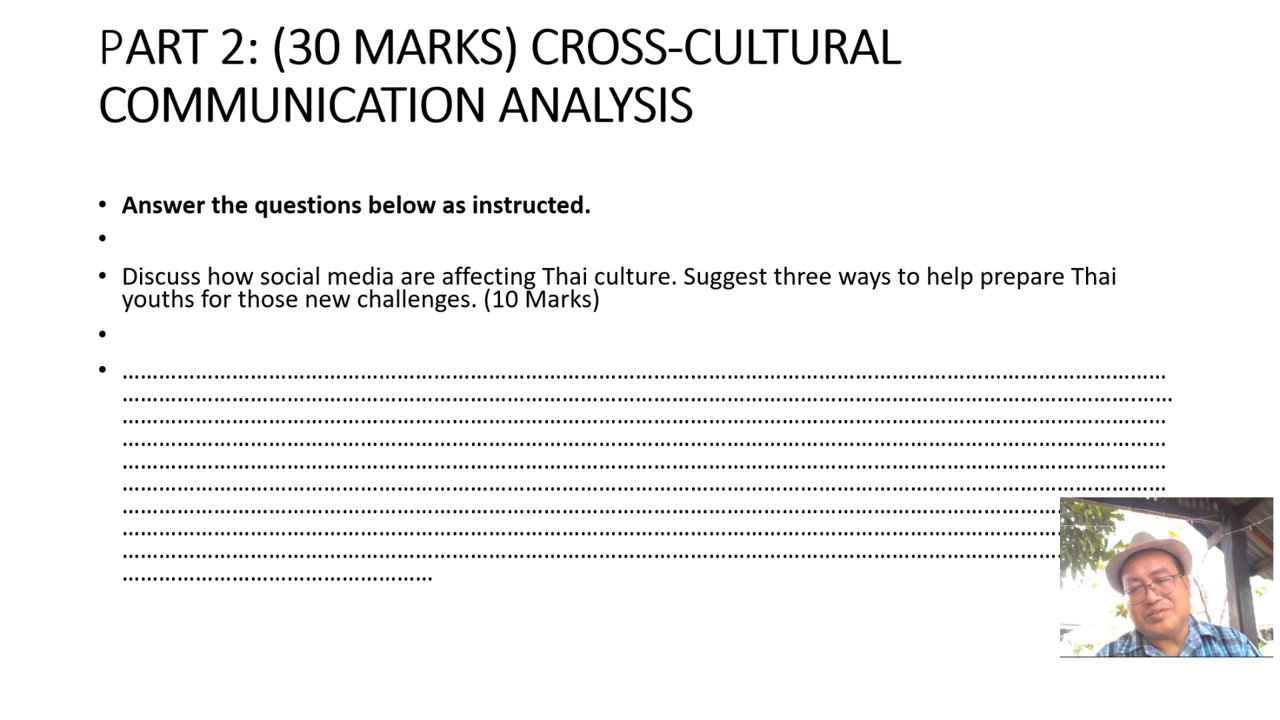 PART 2: (30 MARKS) CROSS-CULTURAL
COMMUNICATION ANALYSIS
• Answer the questions below as instructed.
•
• Discuss how social media are affecting Thai culture. Suggest three ways to help prepare Thai
youths for those new challenges. (10 Marks)
•
• ……………………………………………………………………………………………………………………………………………………
……………………………………………………………………………………………………………………………………………….……
……………………………………………………………………………………………………………………………………………………
……………………………………………………………………………………………………………………………………………………
……………………………………………………………………………………………………………………………………………………
……………………………………………………………………………………………………………………………………………………
……………………………………………………………………………………………………………………………………
……………………………………………………………………………………………………………………………………
……………………………………………………………………………………………………………………………………
……………………………………………